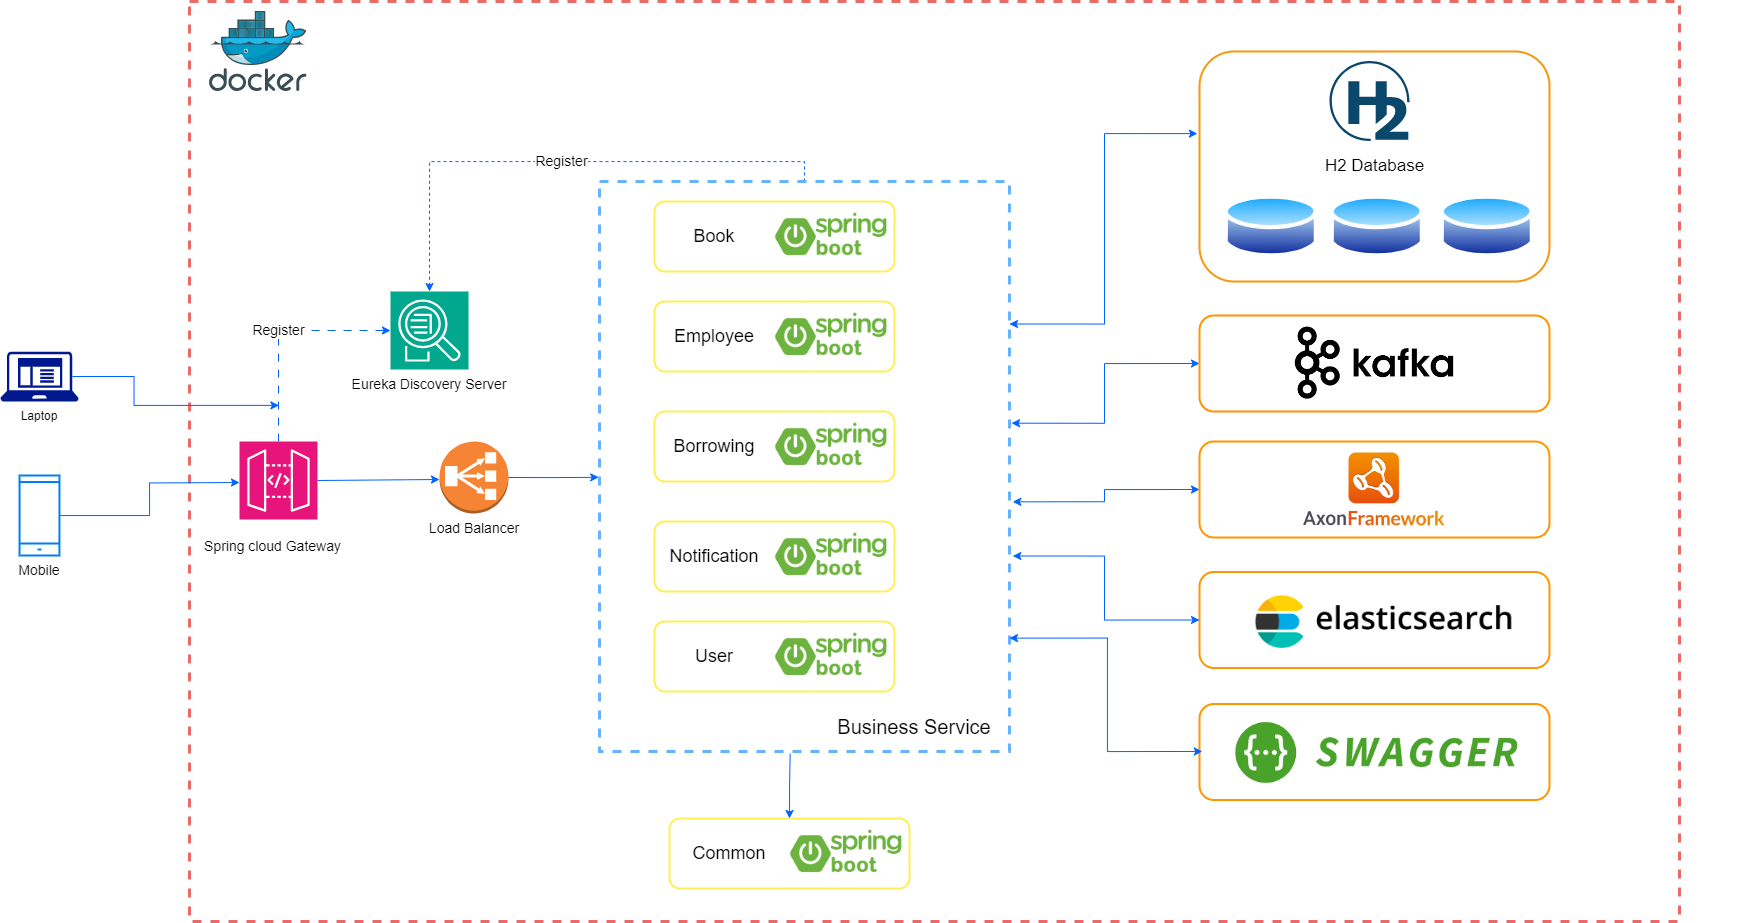 docker
Register
Book
spring
boot
Employee
spring
boot
Borrowing
spring
boot
Notification
spring
boot
User
spring
boot
Business Service
Common
spring
boot
Register
Eureka Discovery Server
Laptop
Mobile
</>
Spring cloud Gateway
Load Balancer
H2
H2 Database
kafka
AxonFramework
elasticsearch
{···}
SWAGGER